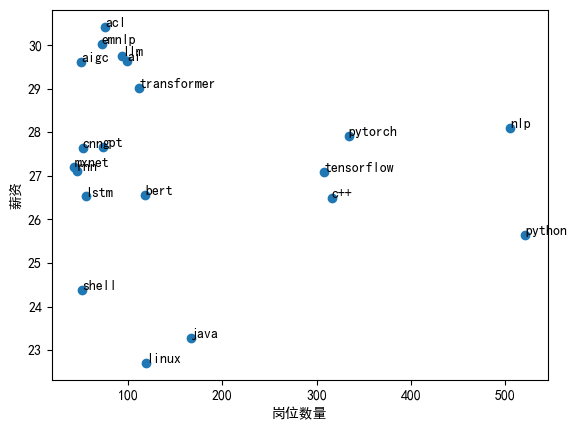 acl
emnlp
llm
ai
aigc
transformer
nlp
pytorch
cnn
gpt
mxnet
rnn
tensorflow
lstm
bert
c++
python
shell
java
linux
30
29
28
27
26
25
24
23
薪资
100
200
300
400
500
岗位数量